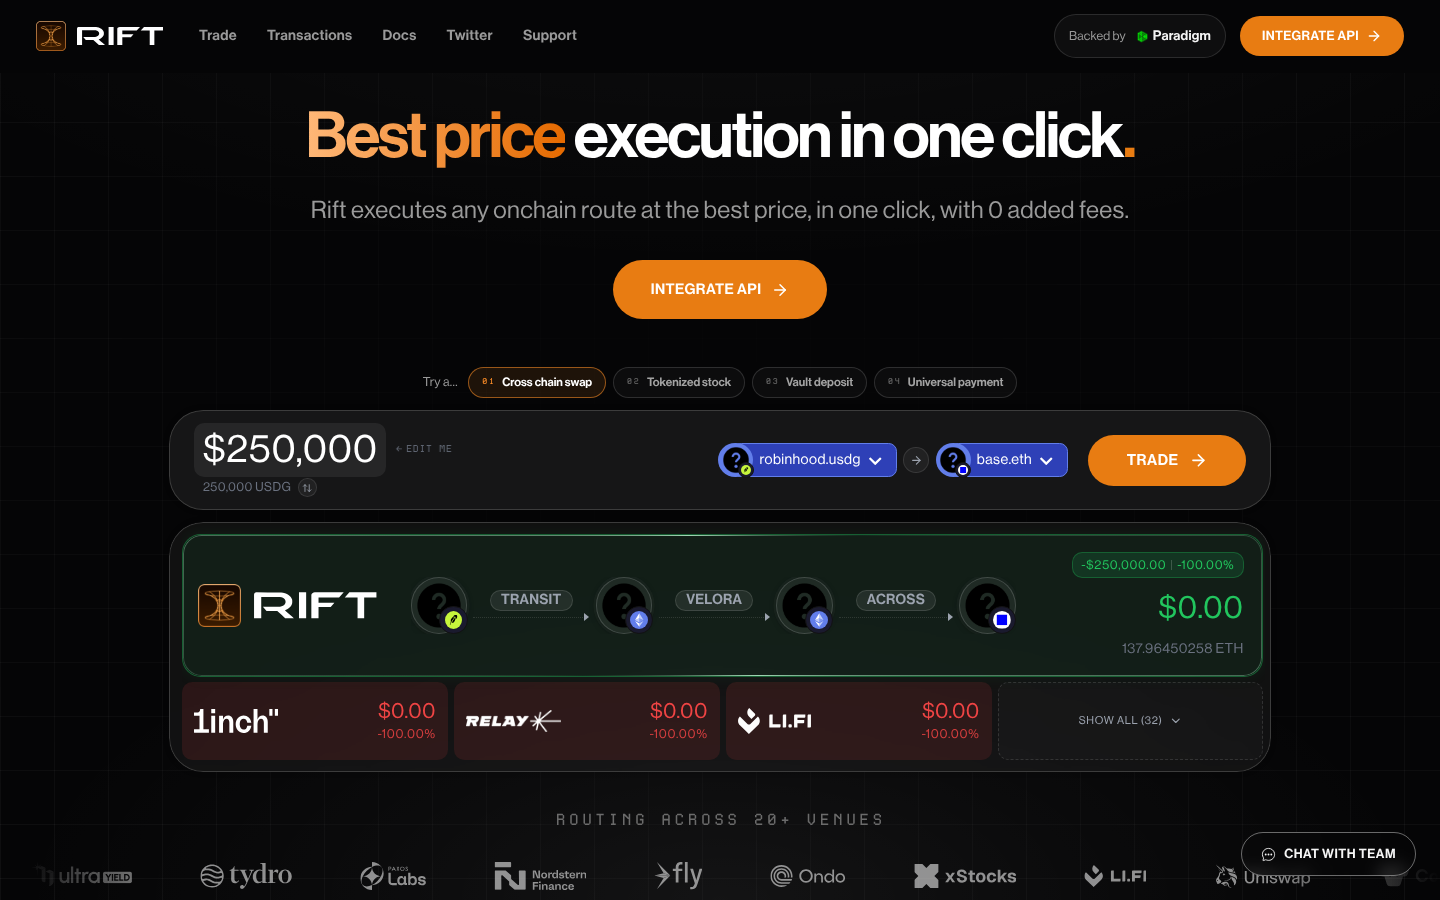 RIFT
Trade
Transactions
Docs
Twitter
Support
Backed by Paradigm
INTEGRATE API
Best price execution in one click.
Rift executes any onchain route at the best price, in one click, with 0 added fees.
INTEGRATE API
Try a...
01 Cross chain swap
02 Tokenized stock
03 Vault deposit
04 Universal payment
$250,000
← EDIT ME
250,000 USDG
robinhood.usdg
base.eth
TRADE
RIFT
TRANSIT
VELORA
ACROSS
-$250,000.00 | -100.00%
$0.00
137.96450258 ETH
1inch
$0.00
-100.00%
RELAY
$0.00
-100.00%
LI.FI
$0.00
-100.00%
SHOW ALL (32)
ROUTING ACROSS 20+ VENUES
CHAT WITH TEAM
ultra YIELD
tydro
PAXOS Labs
Nordstern Finance
fly
Ondo
xStocks
LI.FI
Uniswap